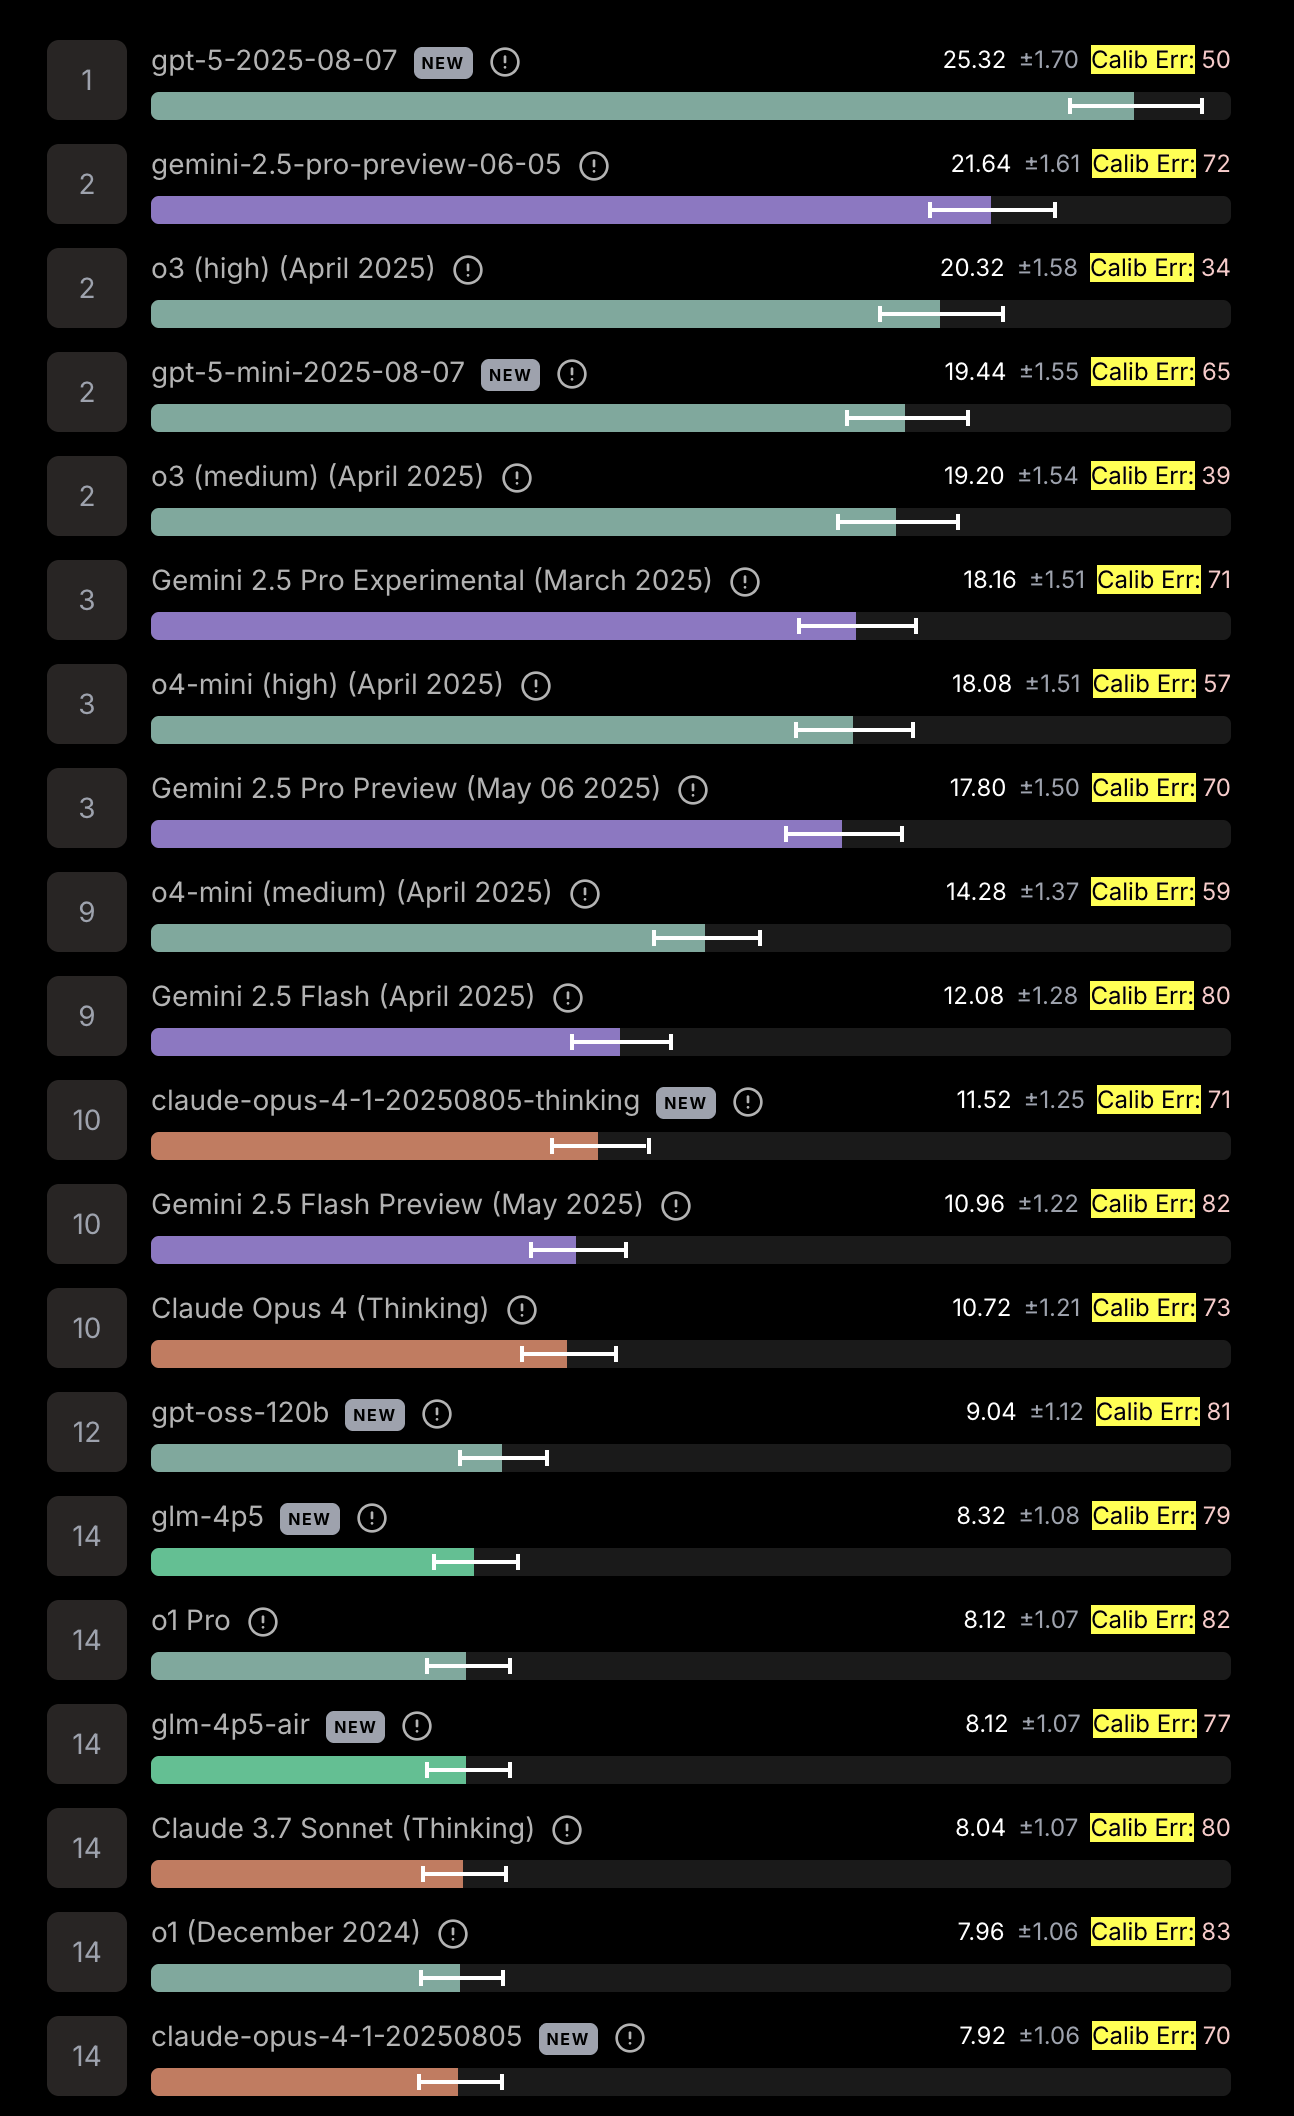 1
gpt-5-2025-08-07 NEW 25.32 ±1.70 Calib Err: 50
2
gemini-2.5-pro-preview-06-05 21.64 ±1.61 Calib Err: 72
2
o3 (high) (April 2025) 20.32 ±1.58 Calib Err: 34
2
gpt-5-mini-2025-08-07 NEW 19.44 ±1.55 Calib Err: 65
2
o3 (medium) (April 2025) 19.20 ±1.54 Calib Err: 39
3
Gemini 2.5 Pro Experimental (March 2025) 18.16 ±1.51 Calib Err: 71
3
o4-mini (high) (April 2025) 18.08 ±1.51 Calib Err: 57
3
Gemini 2.5 Pro Preview (May 06 2025) 17.80 ±1.50 Calib Err: 70
9
o4-mini (medium) (April 2025) 14.28 ±1.37 Calib Err: 59
9
Gemini 2.5 Flash (April 2025) 12.08 ±1.28 Calib Err: 80
10
claude-opus-4-1-20250805-thinking NEW 11.52 ±1.25 Calib Err: 71
10
Gemini 2.5 Flash Preview (May 2025) 10.96 ±1.22 Calib Err: 82
10
Claude Opus 4 (Thinking) 10.72 ±1.21 Calib Err: 73
12
gpt-oss-120b NEW 9.04 ±1.12 Calib Err: 81
14
glm-4p5 NEW 8.32 ±1.08 Calib Err: 79
14
o1 Pro 8.12 ±1.07 Calib Err: 82
14
glm-4p5-air NEW 8.12 ±1.07 Calib Err: 77
14
Claude 3.7 Sonnet (Thinking) 8.04 ±1.07 Calib Err: 80
14
o1 (December 2024) 7.96 ±1.06 Calib Err: 83
14
claude-opus-4-1-20250805 NEW 7.92 ±1.06 Calib Err: 70